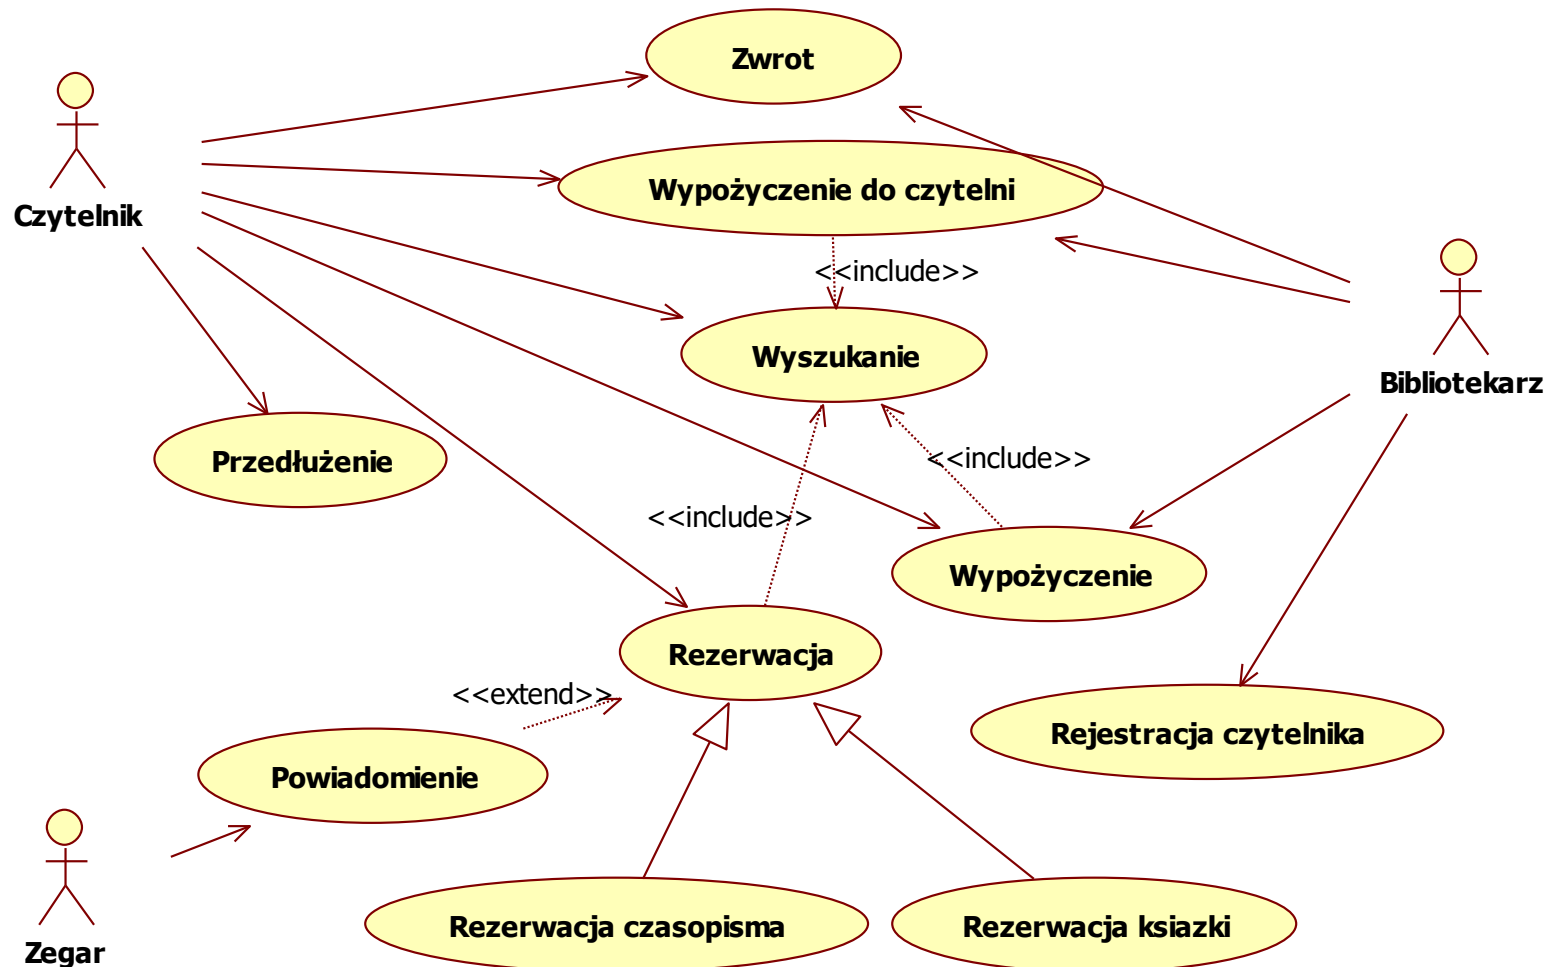 Zwrot
Wypożyczenie do czytelni
Czytelnik
<<include>>
Wyszukanie
Bibliotekarz
Przedłużenie
<<include>>
<<include>>
Wypożyczenie
Rezerwacja
<<extend>>
Rejestracja czytelnika
Powiadomienie
Rezerwacja czasopisma
Rezerwacja ksiazki
Zegar